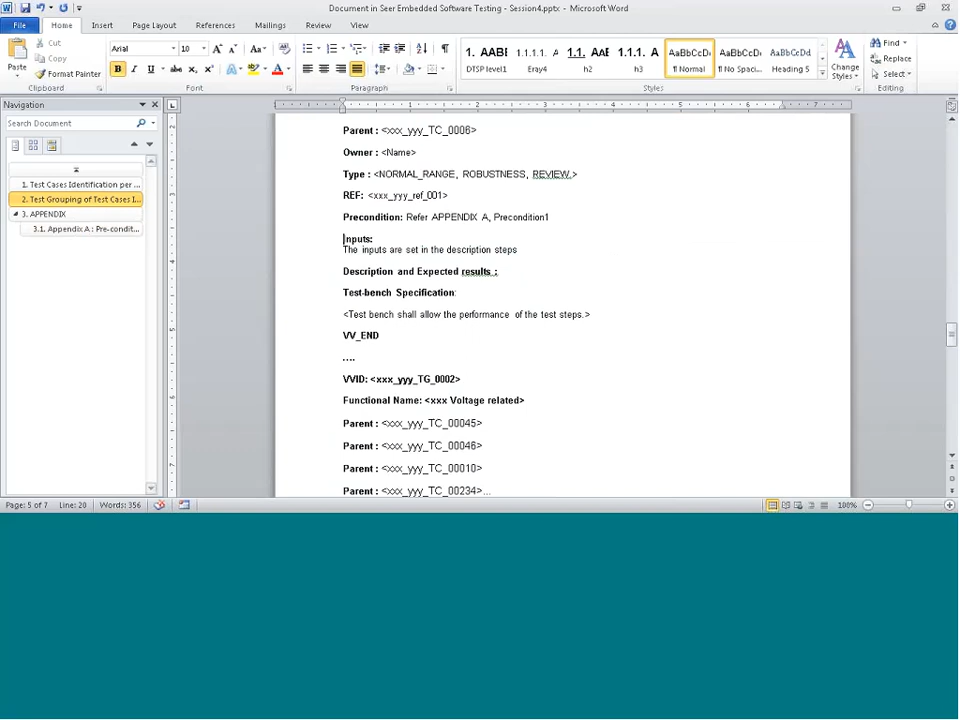 Document in Seer Embedded Software Testing - Session4.pptx - Microsoft Word
File Home Insert Page Layout References Mailings Review View
Paste
Cut
Copy
Format Painter
Clipboard
Arial 10
B I U abc x₂ x²
Font
Paragraph
1. AABI 1.1.1.1. A 1.1. AAE 1.1.1. A AaBbCcDc AaBbCcDc AaBbCcDd
DTSP level1 Eray4 h2 h3 ¶ Normal ¶ No Spaci... Heading 5
Styles
Change Styles
Find
Replace
Select
Editing
Navigation
Search Document
1. Test Cases Identification per ...
2. Test Grouping of Test Cases I...
3. APPENDIX
3.1. Appendix A : Pre-condit...
Parent : <xxx_yyy_TC_0006>
Owner : <Name>
Type : <NORMAL_RANGE, ROBUSTNESS, REVIEW.>
REF: <xxx_yyy_ref_001>
Precondition: Refer APPENDIX A, Precondition1
Inputs:
The inputs are set in the description steps
Description and Expected results :
Test-bench Specification:
<Test bench shall allow the performance of the test steps.>
VV_END
....
VVID: <xxx_yyy_TG_0002>
Functional Name: <xxx Voltage related>
Parent : <xxx_yyy_TC_00045>
Parent : <xxx_yyy_TC_00046>
Parent : <xxx_yyy_TC_00010>
Parent : <xxx_yyy_TC_00234>...
Page: 5 of 7 Line: 20 Words: 356 100%